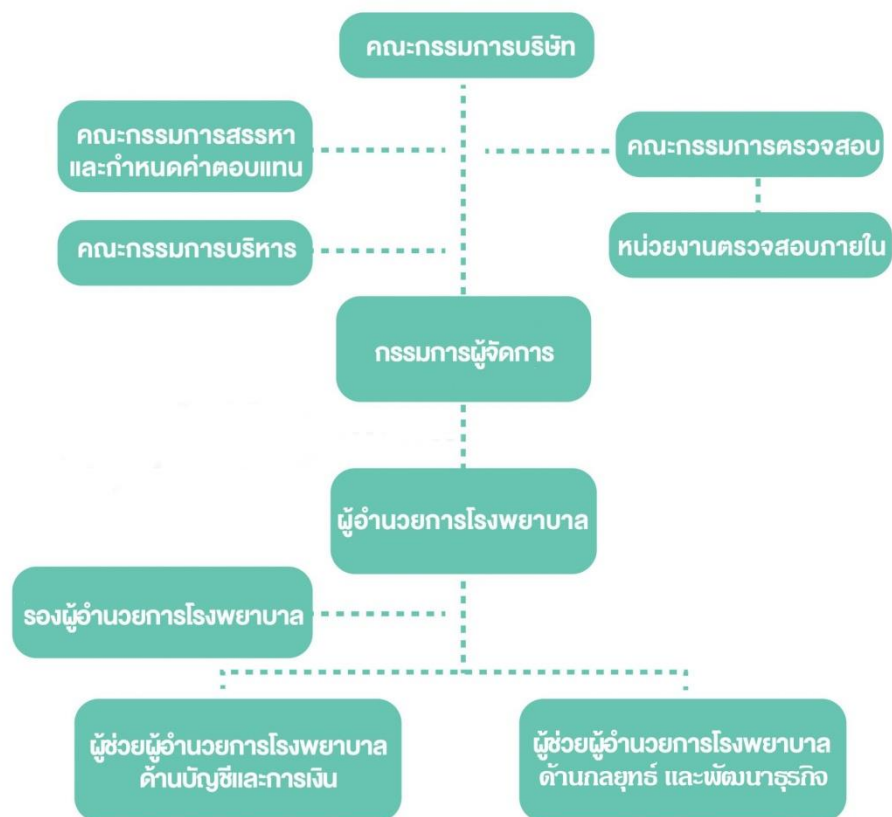 คณะกรรมการบริษัท
คณะกรรมการสรรหา
และกำหนดค่าตอบแทน
คณะกรรมการตรวจสอบ
คณะกรรมการบริหาร
หน่วยงานตรวจสอบภายใน
กรรมการผู้จัดการ
ผู้อำนวยการโรงพยาบาล
รองผู้อำนวยการโรงพยาบาล
ผู้ช่วยผู้อำนวยการโรงพยาบาล
ด้านบัญชีและการเงิน
ผู้ช่วยผู้อำนวยการโรงพยาบาล
ด้านกลยุทธ์ และพัฒนาธุรกิจ